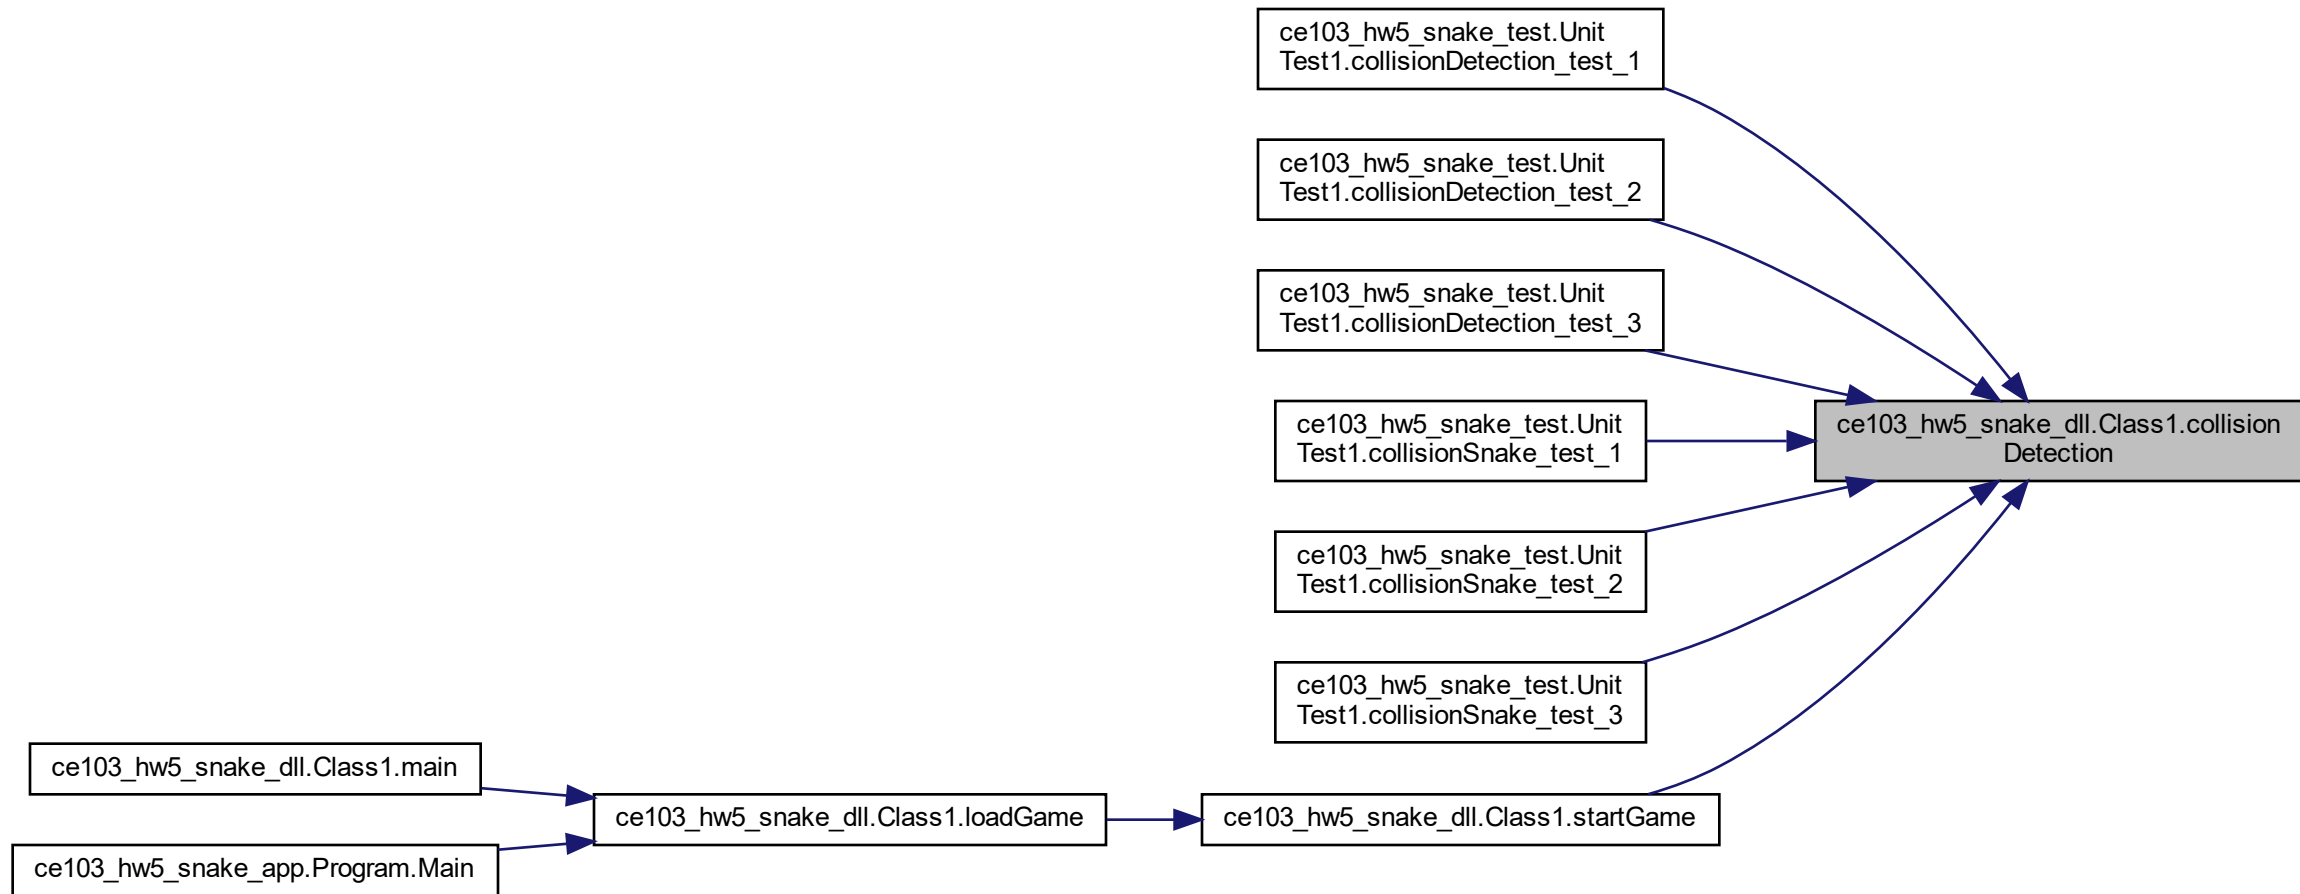 ce103_hw5_snake_test.Unit
Test1.collisionDetection_test_1
ce103_hw5_snake_test.Unit
Test1.collisionDetection_test_2
ce103_hw5_snake_test.Unit
Test1.collisionDetection_test_3
ce103_hw5_snake_test.Unit
Test1.collisionSnake_test_1
ce103_hw5_snake_dll.Class1.collision
Detection
ce103_hw5_snake_test.Unit
Test1.collisionSnake_test_2
ce103_hw5_snake_test.Unit
Test1.collisionSnake_test_3
ce103_hw5_snake_dll.Class1.main
ce103_hw5_snake_dll.Class1.loadGame
ce103_hw5_snake_dll.Class1.startGame
ce103_hw5_snake_app.Program.Main